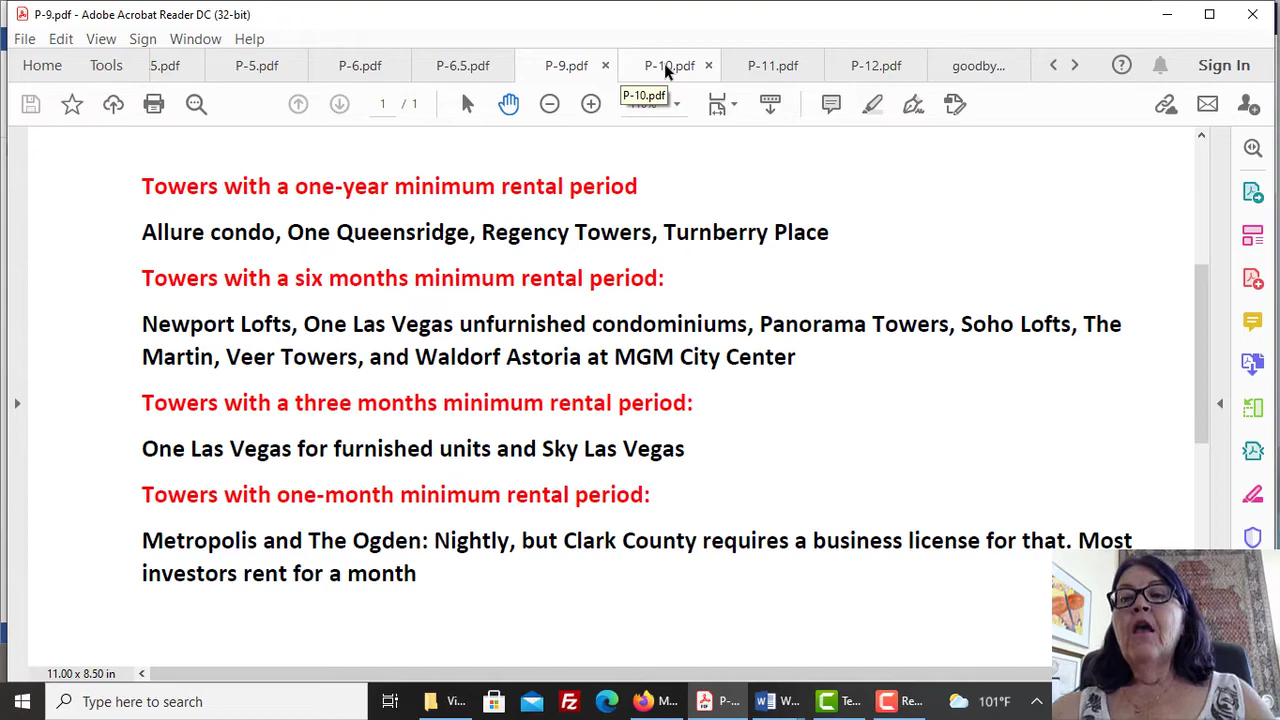 P-9.pdf - Adobe Acrobat Reader DC (32-bit)
File Edit View Sign Window Help
Home Tools 5.pdf P-5.pdf P-6.pdf P-6.5.pdf P-9.pdf P-10.pdf P-11.pdf P-12.pdf goodby... Sign In
P-10.pdf
1 / 1
Towers with a one-year minimum rental period
Allure condo, One Queensridge, Regency Towers, Turnberry Place
Towers with a six months minimum rental period:
Newport Lofts, One Las Vegas unfurnished condominiums, Panorama Towers, Soho Lofts, The
Martin, Veer Towers, and Waldorf Astoria at MGM City Center
Towers with a three months minimum rental period:
One Las Vegas for furnished units and Sky Las Vegas
Towers with one-month minimum rental period:
Metropolis and The Ogden: Nightly, but Clark County requires a business license for that. Most
investors rent for a month
11.00 x 8.50 in
Type here to search Vi... M... P-... W... Te... Re... 101°F